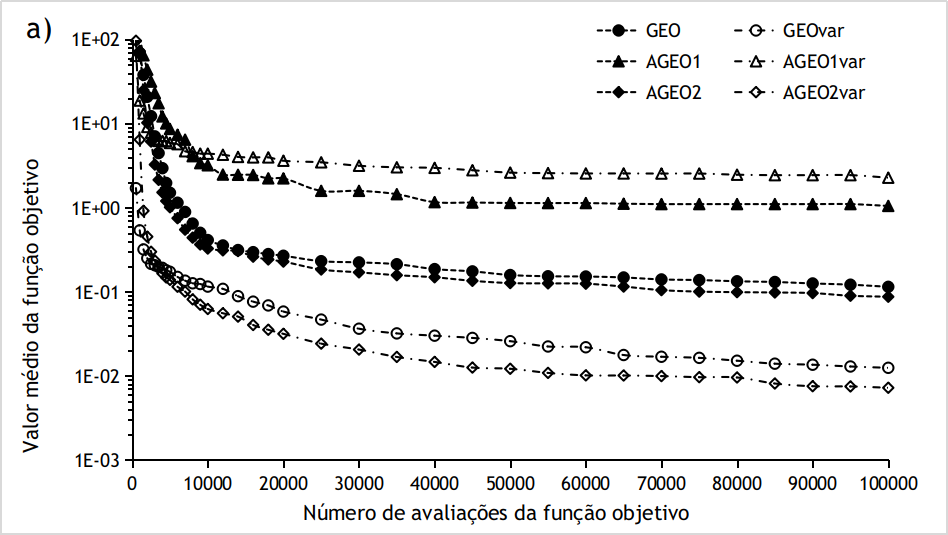 a)
GEO
GEOvar
AGEO1
AGEO1var
AGEO2
AGEO2var
Valor médio da função objetivo
1E+02
1E+01
1E+00
1E-01
1E-02
1E-03
0 10000 20000 30000 40000 50000 60000 70000 80000 90000 100000
Número de avaliações da função objetivo